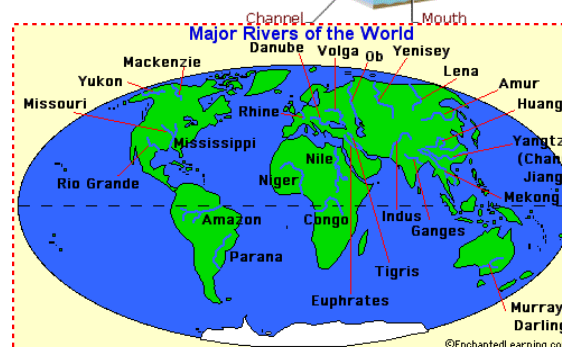 Channel
Mouth
Major Rivers of the World
Danube
Volga
Ob
Yenisey
Mackenzie
Lena
Yukon
Amur
Missouri
Rhine
Huang
Mississippi
Yangtz
(Chan
Jiang
Nile
Rio Grande
Niger
Mekong
Amazon
Congo
Indus
Ganges
Parana
Tigris
Euphrates
Murray
Darling
©EnchantedLearning.co